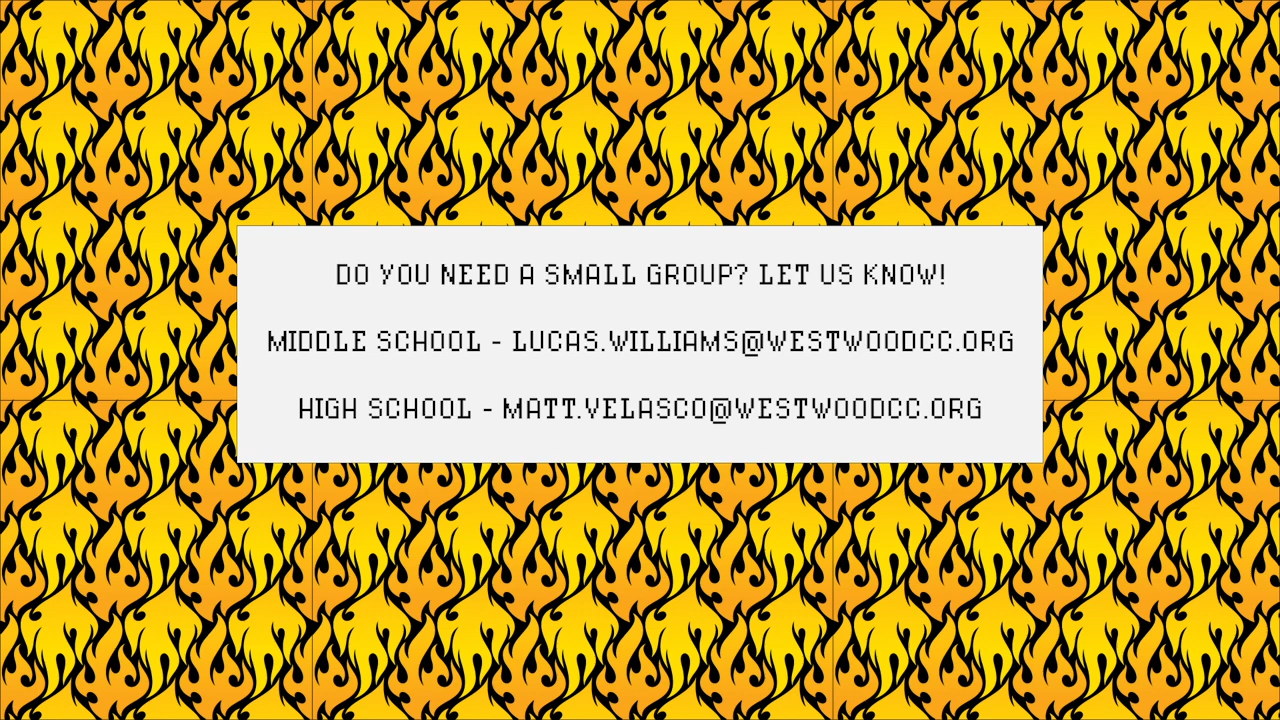 DO YOU NEED A SMALL GROUP? LET US KNOW!
MIDDLE SCHOOL - LUCAS.WILLIAMS@WESTWOODCC.ORG
HIGH SCHOOL - MATT.VELASCO@WESTWOODCC.ORG